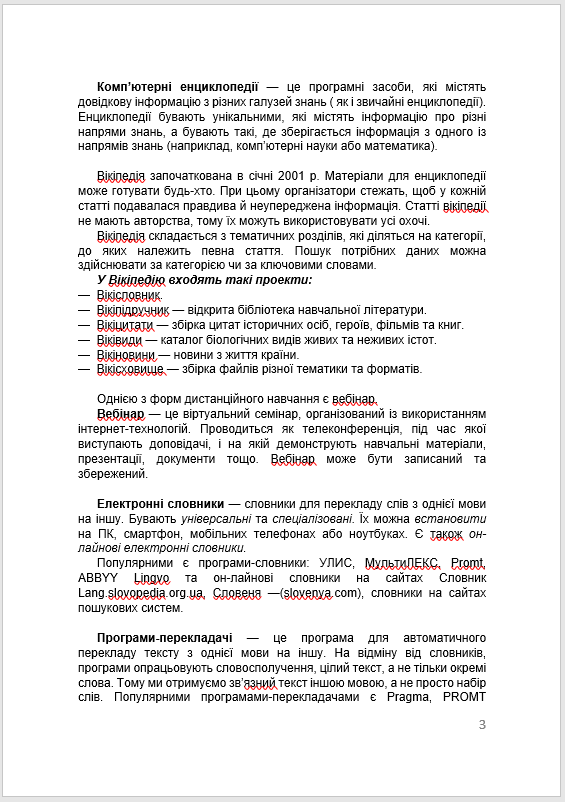 Комп’ютерні енциклопедії — це програмні засоби, які містять
довідкову інформацію з різних галузей знань ( як і звичайні енциклопедії).
Енциклопедії бувають унікальними, які містять інформацію про різні
напрями знань, а бувають такі, де зберігається інформація з одного із
напрямів знань (наприклад, комп’ютерні науки або математика).
Вікіпедія започаткована в січні 2001 р. Матеріали для енциклопедії
може готувати будь-хто. При цьому організатори стежать, щоб у кожній
статті подавалася правдива й неупереджена інформація. Статті вікіпедії
не мають авторства, тому їх можуть використовувати усі охочі.
Вікіпедія складається з тематичних розділів, які діляться на категорії,
до яких належить певна стаття. Пошук потрібних даних можна
здійснювати за категорією чи за ключовими словами.
У Вікіпедію входять такі проекти:
— Вікісловник.
— Вікіпідручник — відкрита бібліотека навчальної літератури.
— Вікіцитати — збірка цитат історичних осіб, героїв, фільмів та книг.
— Віківиди — каталог біологічних видів живих та неживих істот.
— Вікіновини — новини з життя країни.
— Вікісховище — збірка файлів різної тематики та форматів.
Однією з форм дистанційного навчання є вебінар.
Вебінар — це віртуальний семінар, організований із використанням
інтернет-технологій. Проводиться як телеконференція, під час якої
виступають доповідачі, і на якій демонструють навчальні матеріали,
презентації, документи тощо. Вебінар може бути записаний та
збережений.
Електронні словники — словники для перекладу слів з однієї мови
на іншу. Бувають універсальні та спеціалізовані. Їх можна встановити
на ПК, смартфон, мобільних телефонах або ноутбуках. Є також он-
лайнові електронні словники.
Популярними є програми-словники: УЛИС, МультиЛЕКС, Promt,
ABBYY Lingvo та он-лайнові словники на сайтах Словник
Lang.slovopedia.org.ua, Словеня —(slovenya.com), словники на сайтах
пошукових систем.
Програми-перекладачі — це програма для автоматичного
перекладу тексту з однієї мови на іншу. На відміну від словників,
програми опрацьовують словосполучення, цілий текст, а не тільки окремі
слова. Тому ми отримуємо зв’язний текст іншою мовою, а не просто набір
слів. Популярними програмами-перекладачами є Pragma, PROMT
3